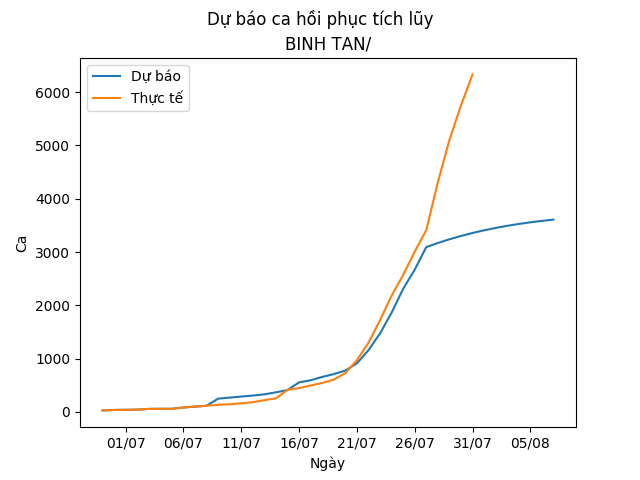 Dự báo ca hồi phục tích lũy
BINH TAN/
Dự báo
Thực tế
Ca
6000
5000
4000
3000
2000
1000
0
01/07 06/07 11/07 16/07 21/07 26/07 31/07 05/08
Ngày